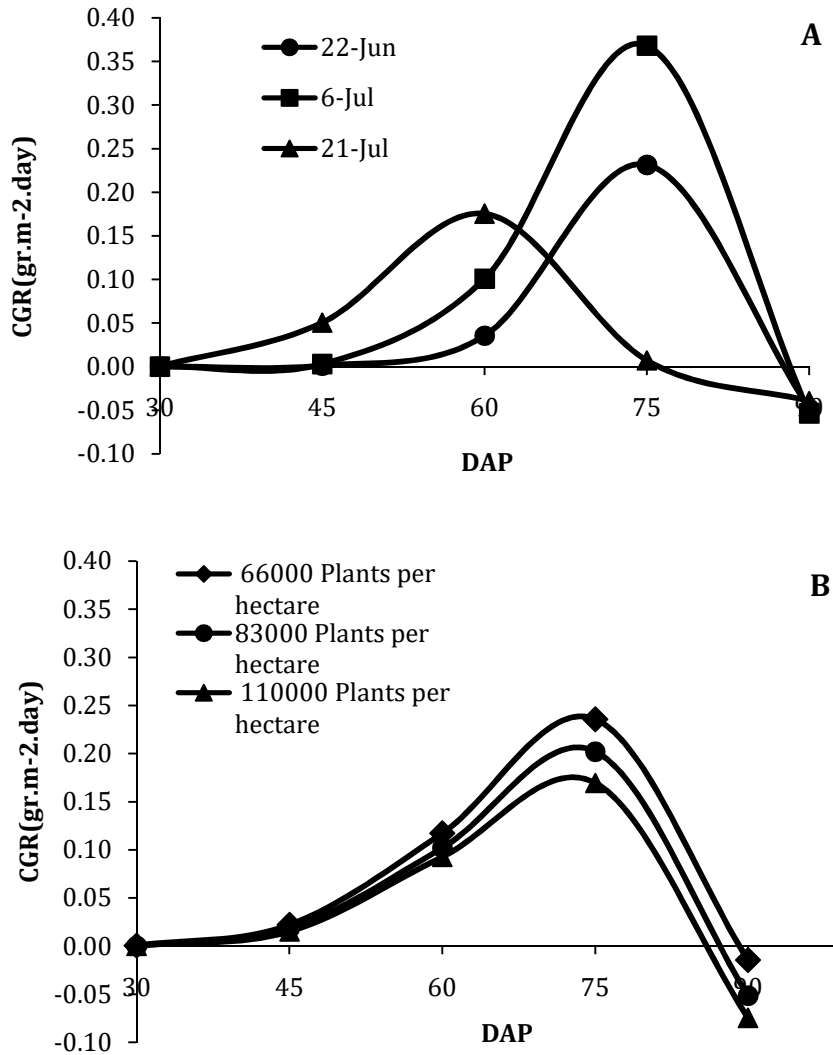 0.40
A
22-Jun
0.35
0.30
6-Jul
0.25
21-Jul
0.20
0.15
0.10
0.05
0.00
-0.05
-0.10
CGR(gr.m-2.day)
30 45 60 75 90
DAP
0.40
66000 Plants per
hectare
B
0.35
83000 Plants per
hectare
0.30
110000 Plants per
hectare
0.25
0.20
0.15
0.10
0.05
0.00
-0.05
-0.10
CGR(gr.m-2.day)
30 45 60 75 90
DAP